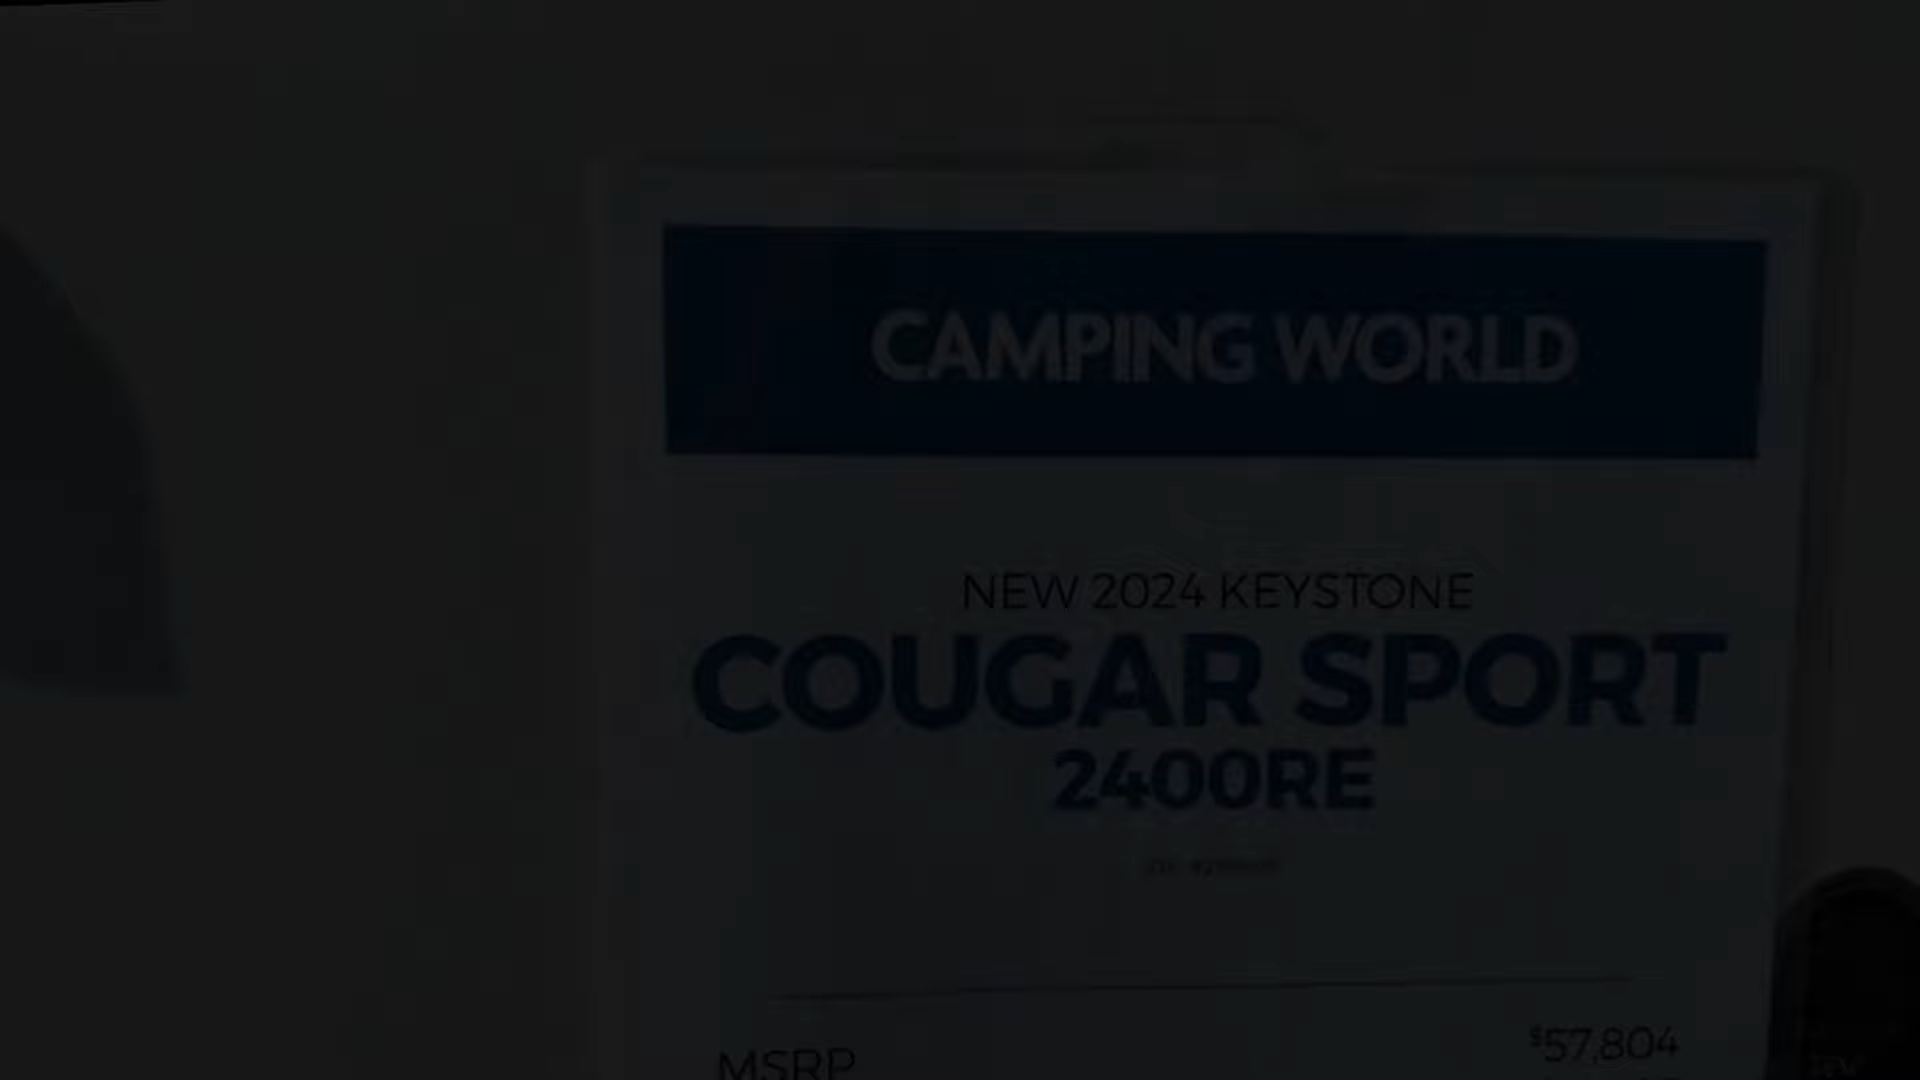 CAMPING WORLD
NEW 2024 KEYSTONE
COUGAR SPORT
2400RE
MSRP $57,804